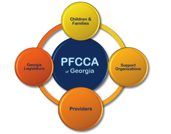 Children &
Families
PFCCA
of Georgia
Georgia
Legislators
Support
Organizations
Providers